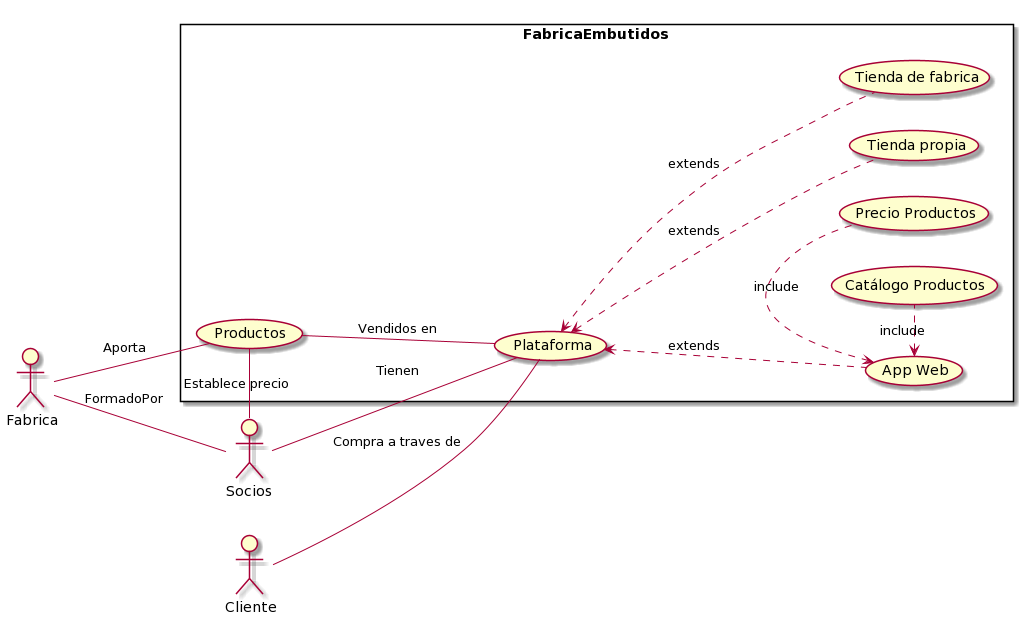 FabricaEmbutidos
Tienda de fabrica
Tienda propia
extends
Precio Productos
extends
Catálogo Productos
include
Productos
Vendidos en
include
Plataforma
extends
Aporta
App Web
Tienen
Establece precio
FormadoPor
Fabrica
Compra a traves de
Socios
Cliente